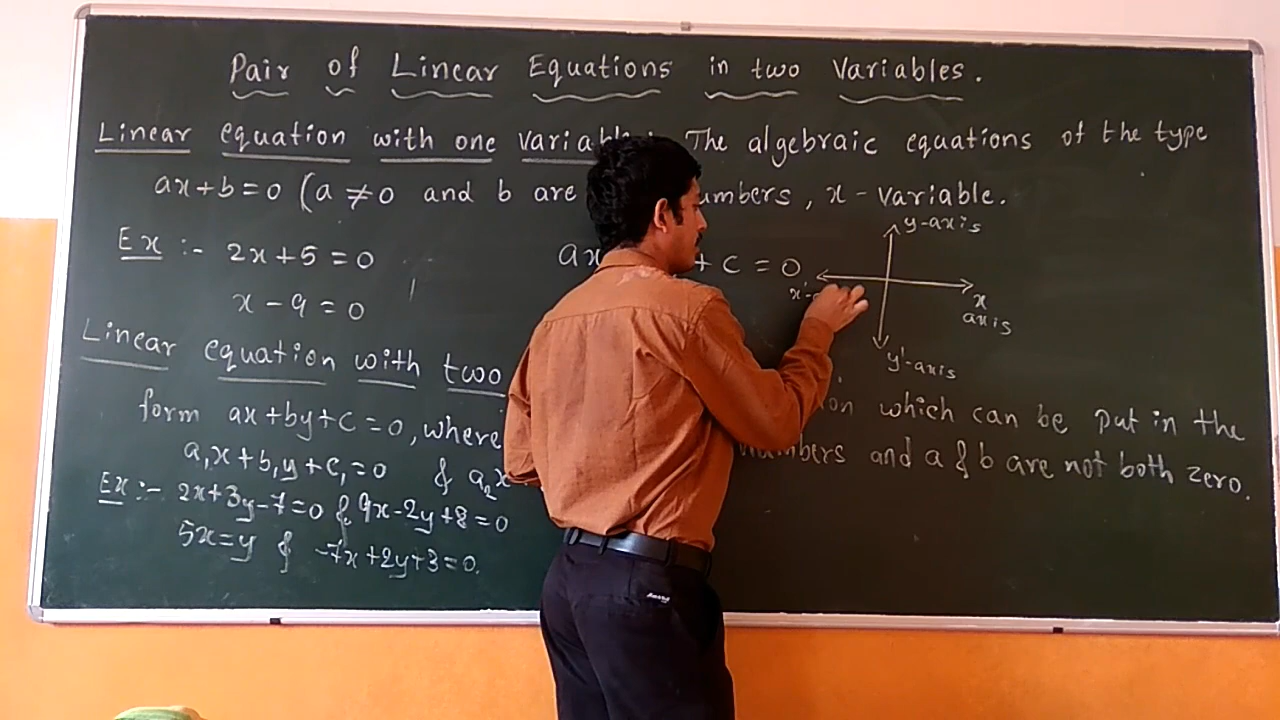 Pair of Linear Equations in two Variables.
Linear equation with one variable The algebraic equations of the type
ax+b=0 (a ≠ 0 and b are umbers, x - variable.
Ex :- 2x+5 = 0
x - 9 = 0
ax + c = 0
y-axis
x'-a
x axis
y'-axis
Linear equation with two on which can be put in the
form ax+by+c=0, where numbers and a & b are not both zero.
a₁x+b₁y+c₁=0 & a₂x
Ex :- 2x+3y-7=0 & 9x-2y+8=0
5x=y & -7x+2y+3=0.